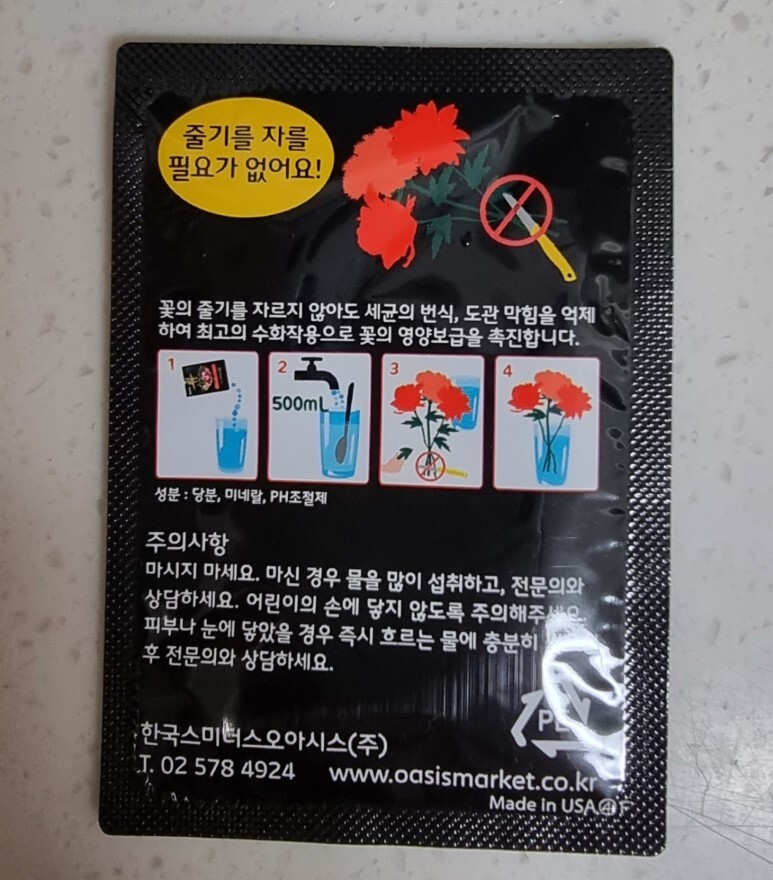 줄기를 자를
필요가 없어요!
꽃의 줄기를 자르지 않아도 세균의 번식, 도관 막힘을 억제
하여 최고의 수화작용으로 꽃의 영양보급을 촉진합니다.
1
2
3
4
500mL
성분 : 당분, 미네랄, PH조절제
주의사항
마시지 마세요. 마신 경우 물을 많이 섭취하고, 전문의와
상담하세요. 어린이의 손에 닿지 않도록 주의해주세요.
피부나 눈에 닿았을 경우 즉시 흐르는 물에 충분히
후 전문의와 상담하세요.
한국스미더스오아시스(주)
T. 02 578 4924
www.oasismarket.co.kr
Made in USA④F